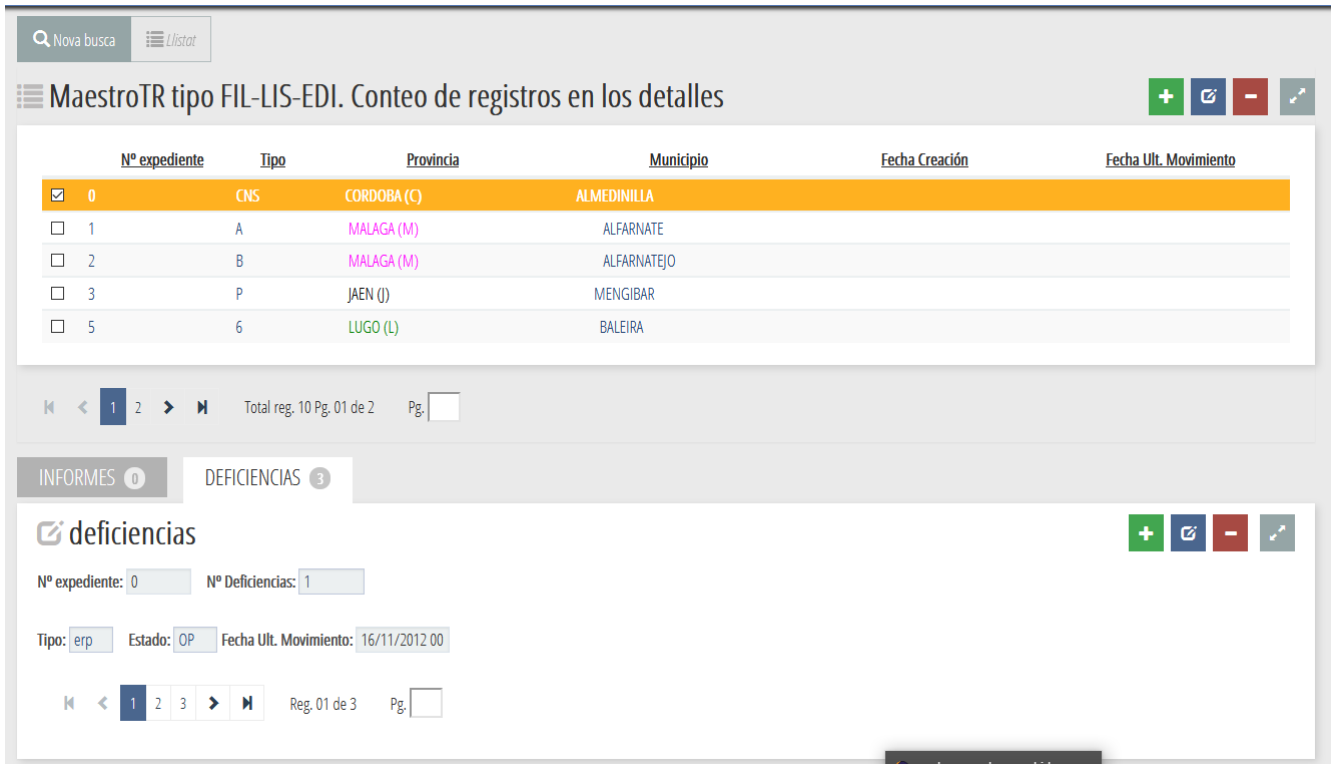 Nova busca Llistat
MaestroTR tipo FIL-LIS-EDI. Conteo de registros en los detalles
Nº expediente Tipo Provincia Municipio Fecha Creación Fecha Ult. Movimiento
0 CNS CORDOBA (C) ALMEDINILLA
1 A MALAGA (M) ALFARNATE
2 B MALAGA (M) ALFARNATEJO
3 P JAEN (J) MENGIBAR
5 6 LUGO (L) BALEIRA
1 2 Total reg. 10 Pg. 01 de 2 Pg.
INFORMES 0 DEFICIENCIAS 3
deficiencias
Nº expediente: 0 Nº Deficiencias: 1
Tipo: erp Estado: OP Fecha Ult. Movimiento: 16/11/2012 00
1 2 3 Reg. 01 de 3 Pg.